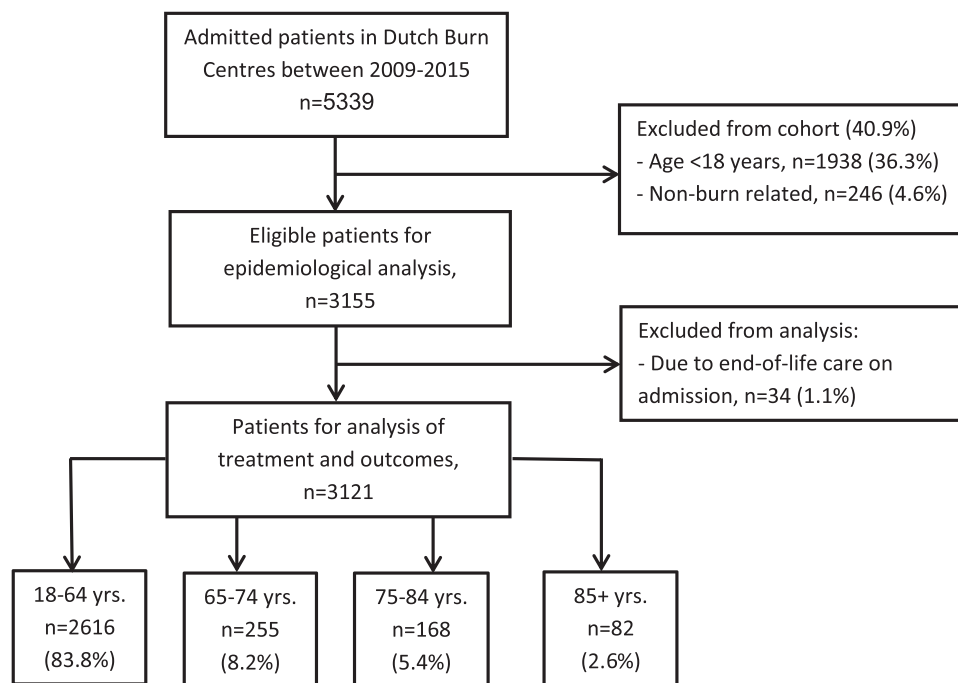 Admitted patients in Dutch Burn
Centres between 2009-2015
n=5339
Excluded from cohort (40.9%)
- Age <18 years, n=1938 (36.3%)
- Non-burn related, n=246 (4.6%)
Eligible patients for
epidemiological analysis,
n=3155
Excluded from analysis:
- Due to end-of-life care on
admission, n=34 (1.1%)
Patients for analysis of
treatment and outcomes,
n=3121
18-64 yrs.
n=2616
(83.8%)
65-74 yrs.
n=255
(8.2%)
75-84 yrs.
n=168
(5.4%)
85+ yrs.
n=82
(2.6%)